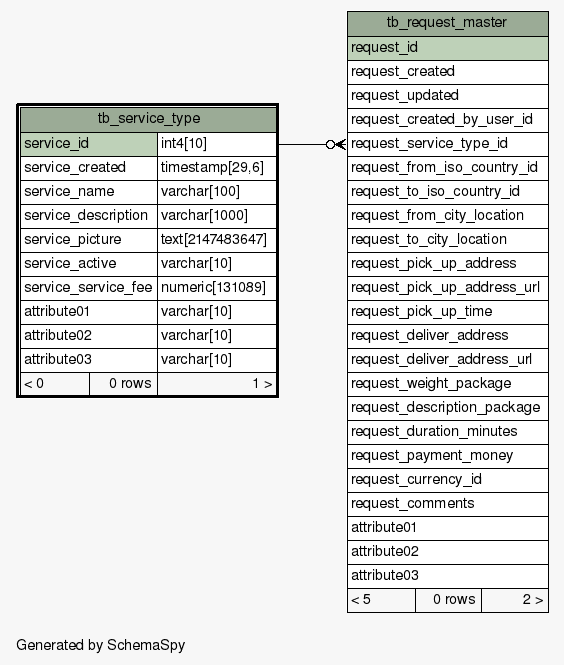 tb_service_type
service_id int4[10]
service_created timestamp[29,6]
service_name varchar[100]
service_description varchar[1000]
service_picture text[2147483647]
service_active varchar[10]
service_service_fee numeric[131089]
attribute01 varchar[10]
attribute02 varchar[10]
attribute03 varchar[10]
< 0 0 rows 1 >
tb_request_master
request_id
request_created
request_updated
request_created_by_user_id
request_service_type_id
request_from_iso_country_id
request_to_iso_country_id
request_from_city_location
request_to_city_location
request_pick_up_address
request_pick_up_address_url
request_pick_up_time
request_deliver_address
request_deliver_address_url
request_weight_package
request_description_package
request_duration_minutes
request_payment_money
request_currency_id
request_comments
attribute01
attribute02
attribute03
< 5 0 rows 2 >
Generated by SchemaSpy